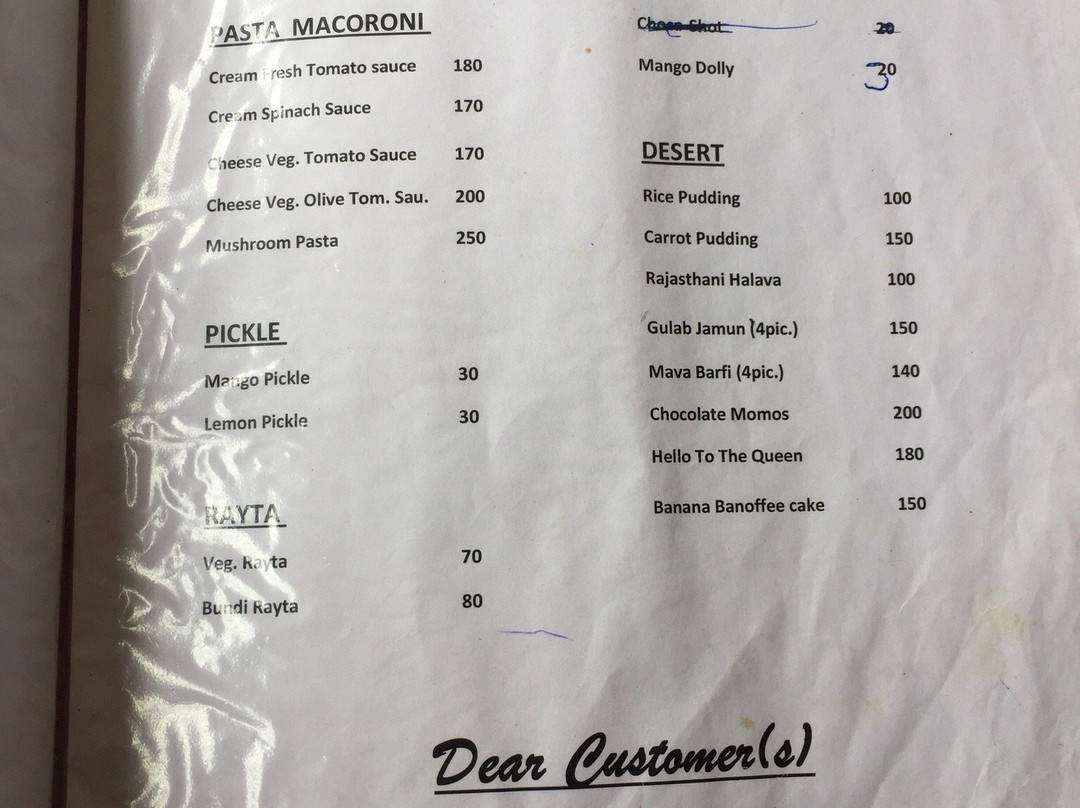 PASTA MACORONI
Cream Fresh Tomato sauce 180
Cream Spinach Sauce 170
Cheese Veg. Tomato Sauce 170
Cheese Veg. Olive Tom. Sau. 200
Mushroom Pasta 250
PICKLE
Mango Pickle 30
Lemon Pickle 30
RAYTA
Veg. Rayta 70
Bundi Rayta 80
Shot 20
Mango Dolly 30
DESERT
Rice Pudding 100
Carrot Pudding 150
Rajasthani Halava 100
Gulab Jamun (4pic.) 150
Mava Barfi (4pic.) 140
Chocolate Momos 200
Hello To The Queen 180
Banana Banoffee cake 150
Dear Customer(s)